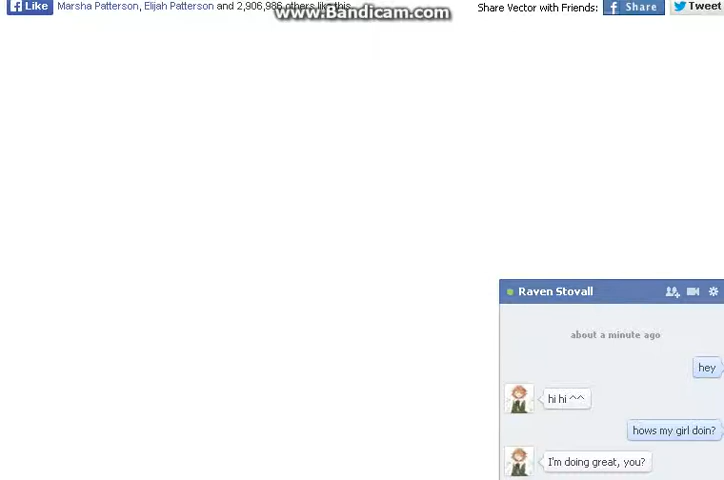 Like Marsha Patterson, Elijah Patterson and 2,906,986 others like this.
www.Bandicam.com
Share Vector with Friends: f Share Tweet
Raven Stovall
about a minute ago
hey
hi hi ^^
hows my girl doin?
I'm doing great, you?